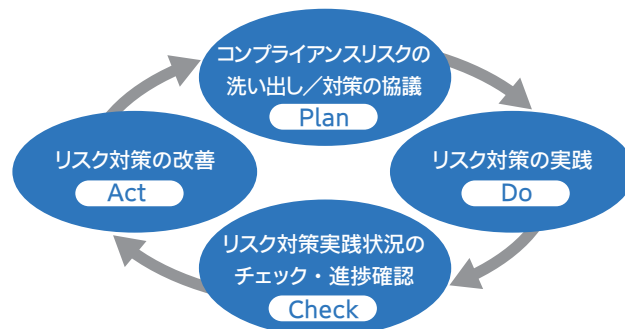 コンプライアンスリスクの
洗い出し／対策の協議
Plan
リスク対策の実践
Do
リスク対策実践状況の
チェック・進捗確認
Check
リスク対策の改善
Act